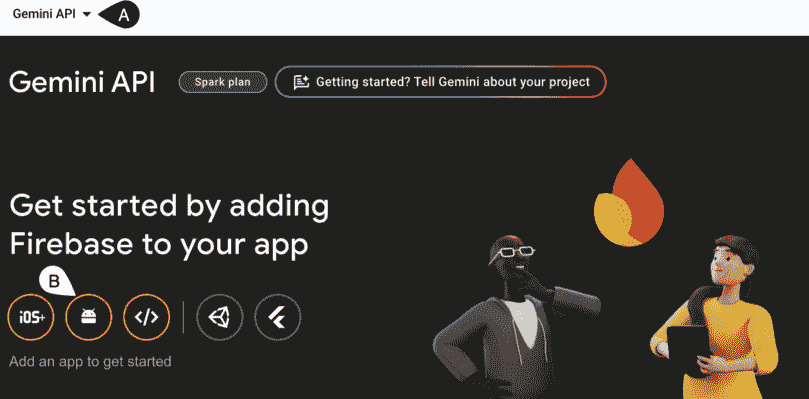 Gemini API
A
Gemini API
Spark plan
Getting started? Tell Gemini about your project
Get started by adding
Firebase to your app
B
iOS+
</>
Add an app to get started